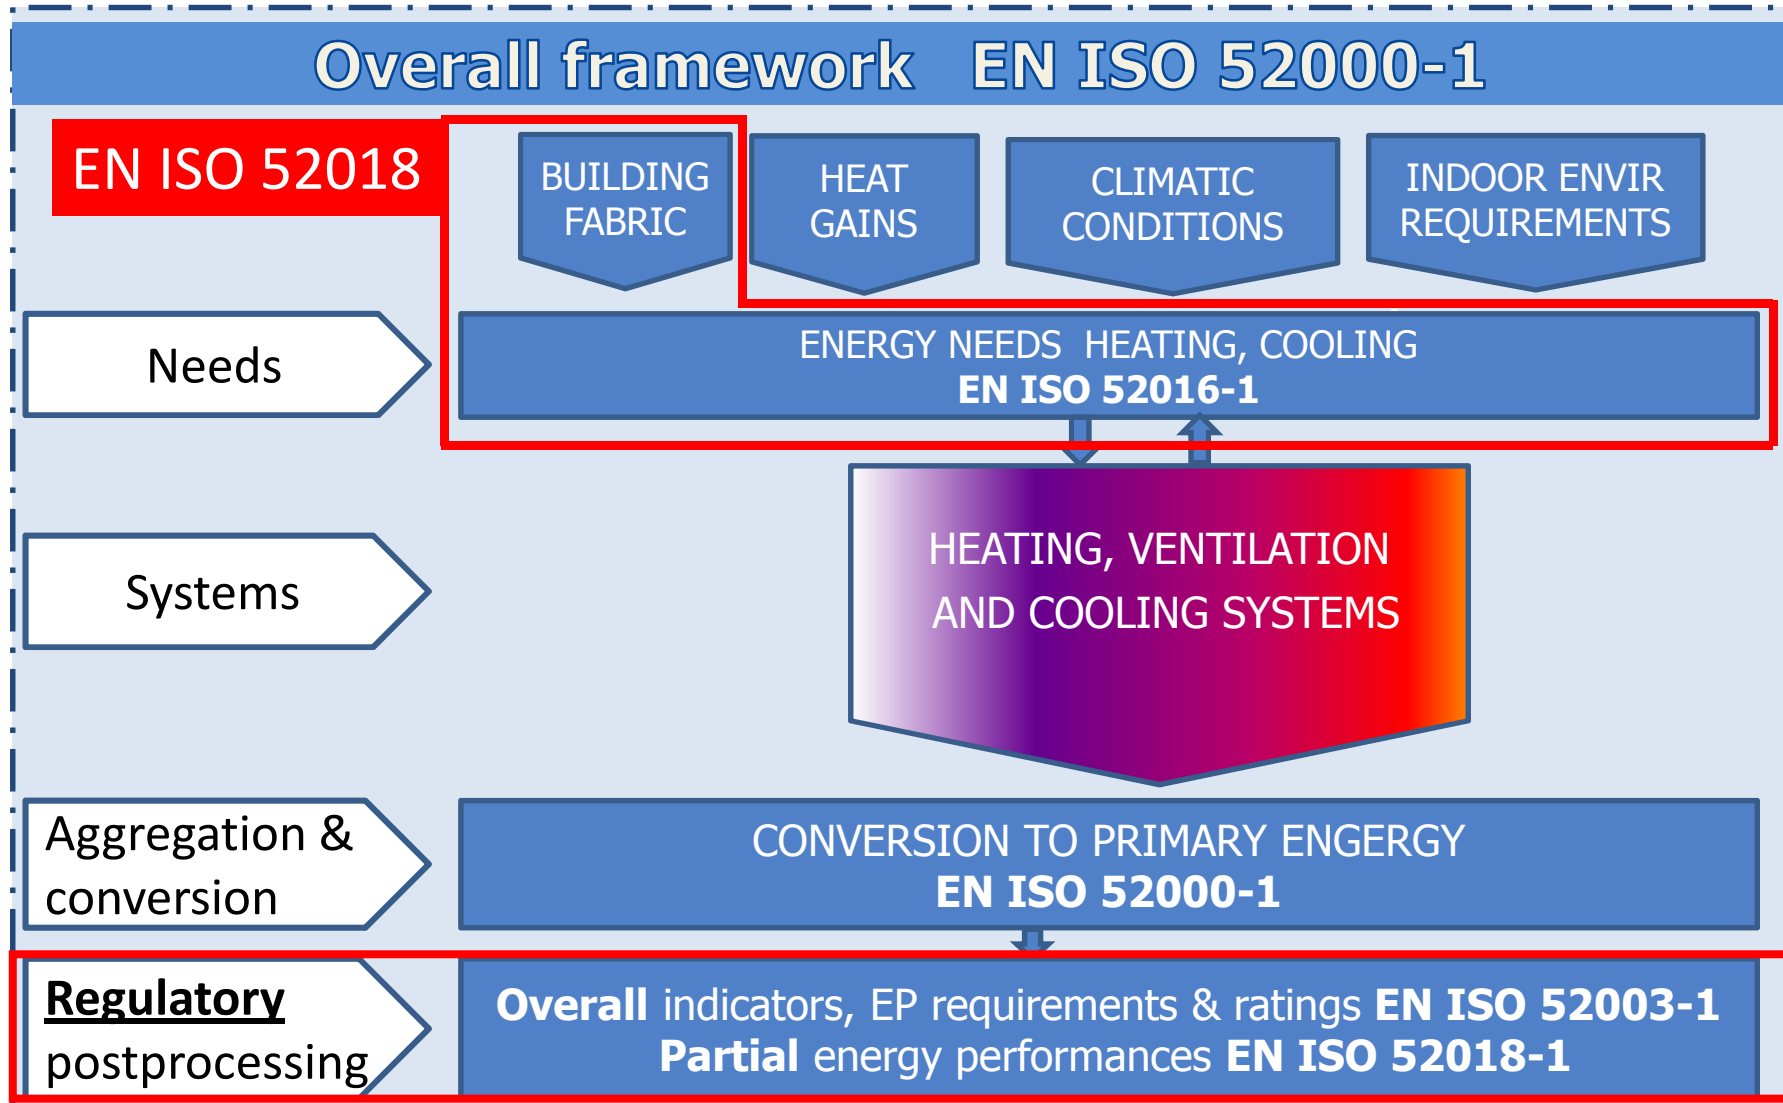 Overall framework EN ISO 52000-1
EN ISO 52018
BUILDING
FABRIC
HEAT
GAINS
CLIMATIC
CONDITIONS
INDOOR ENVIR
REQUIREMENTS
Needs
ENERGY NEEDS HEATING, COOLING
EN ISO 52016-1
Systems
HEATING, VENTILATION
AND COOLING SYSTEMS
Aggregation &
conversion
CONVERSION TO PRIMARY ENGERGY
EN ISO 52000-1
Regulatory
postprocessing
Overall indicators, EP requirements & ratings EN ISO 52003-1
Partial energy performances EN ISO 52018-1